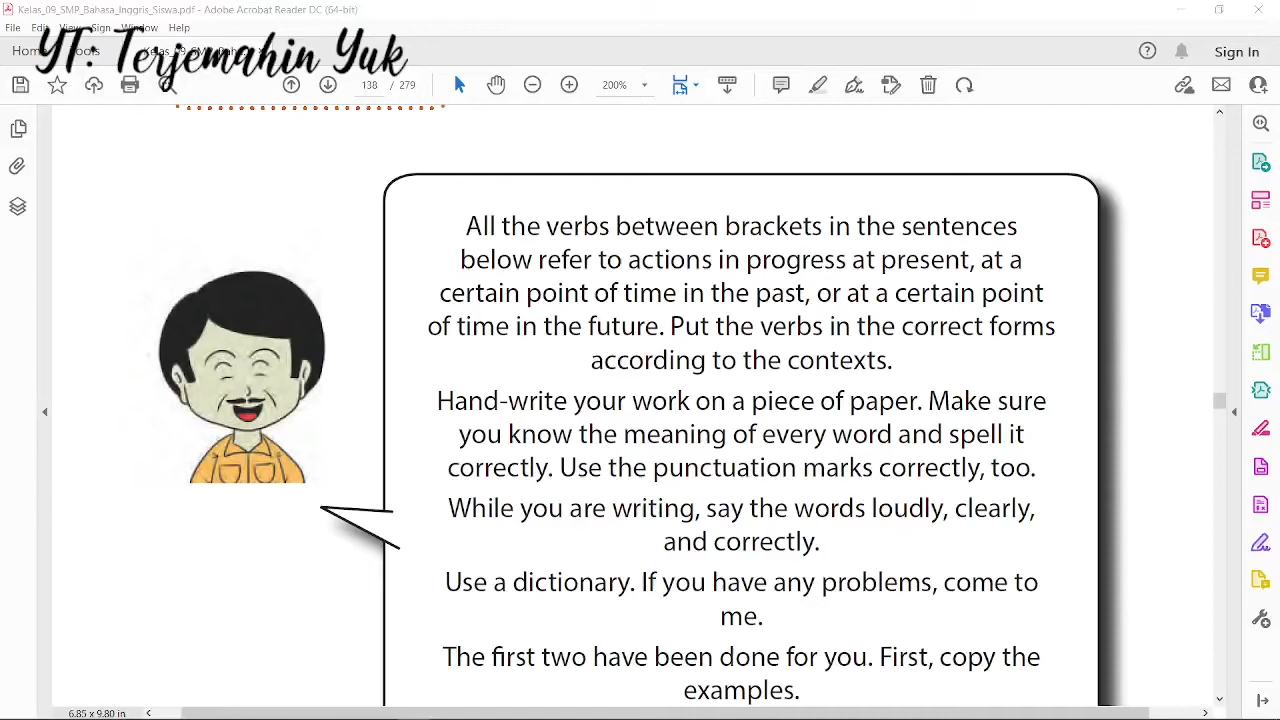 Kelas_09_SMP_Bahasa_Inggris_Siswa.pdf - Adobe Acrobat Reader DC (64-bit)
File Edit View Sign Window Help
YT: Terjemahin Yuk
Sign In
138 / 279
200%
All the verbs between brackets in the sentences
below refer to actions in progress at present, at a
certain point of time in the past, or at a certain point
of time in the future. Put the verbs in the correct forms
according to the contexts.
Hand-write your work on a piece of paper. Make sure
you know the meaning of every word and spell it
correctly. Use the punctuation marks correctly, too.
While you are writing, say the words loudly, clearly,
and correctly.
Use a dictionary. If you have any problems, come to
me.
The first two have been done for you. First, copy the
examples.
6.85 x 9.80 in